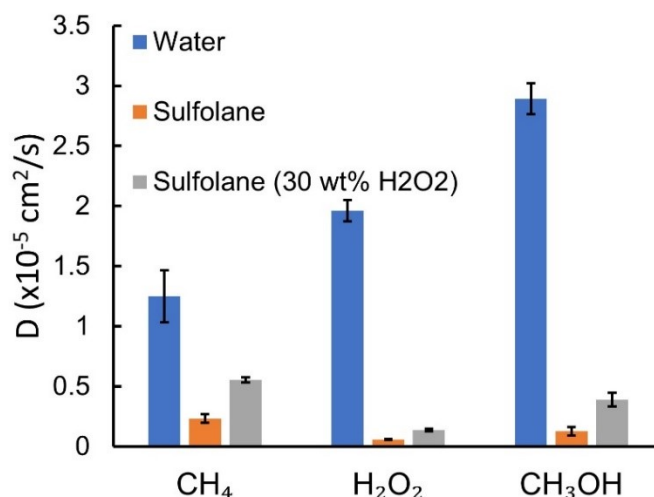 3.5
Water
3
Sulfolane
2.5
Sulfolane (30 wt% H2O2)
2
1.5
1
0.5
0
D (x10⁻⁵ cm²/s)
CH₄ H₂O₂ CH₃OH